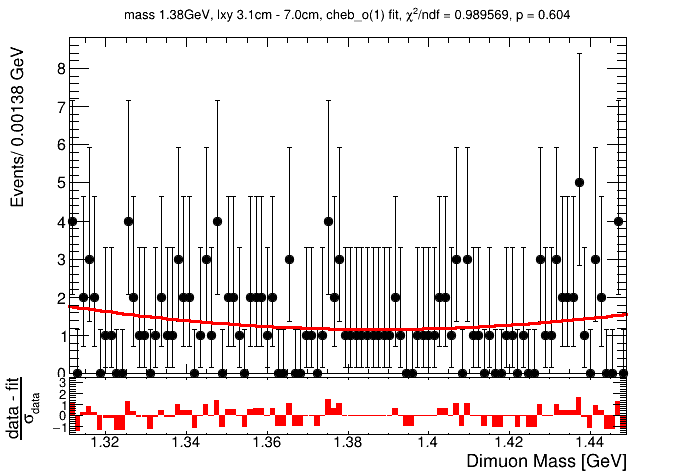 mass 1.38GeV, lxy 3.1cm - 7.0cm, cheb_o(1) fit, χ²/ndf = 0.989569, p = 0.604
Events/ 0.00138 GeV
8
7
6
5
4
3
2
1
0
data - fit
σdata
3
2
1
0
−1
1.32 1.34 1.36 1.38 1.4 1.42 1.44
Dimuon Mass [GeV]